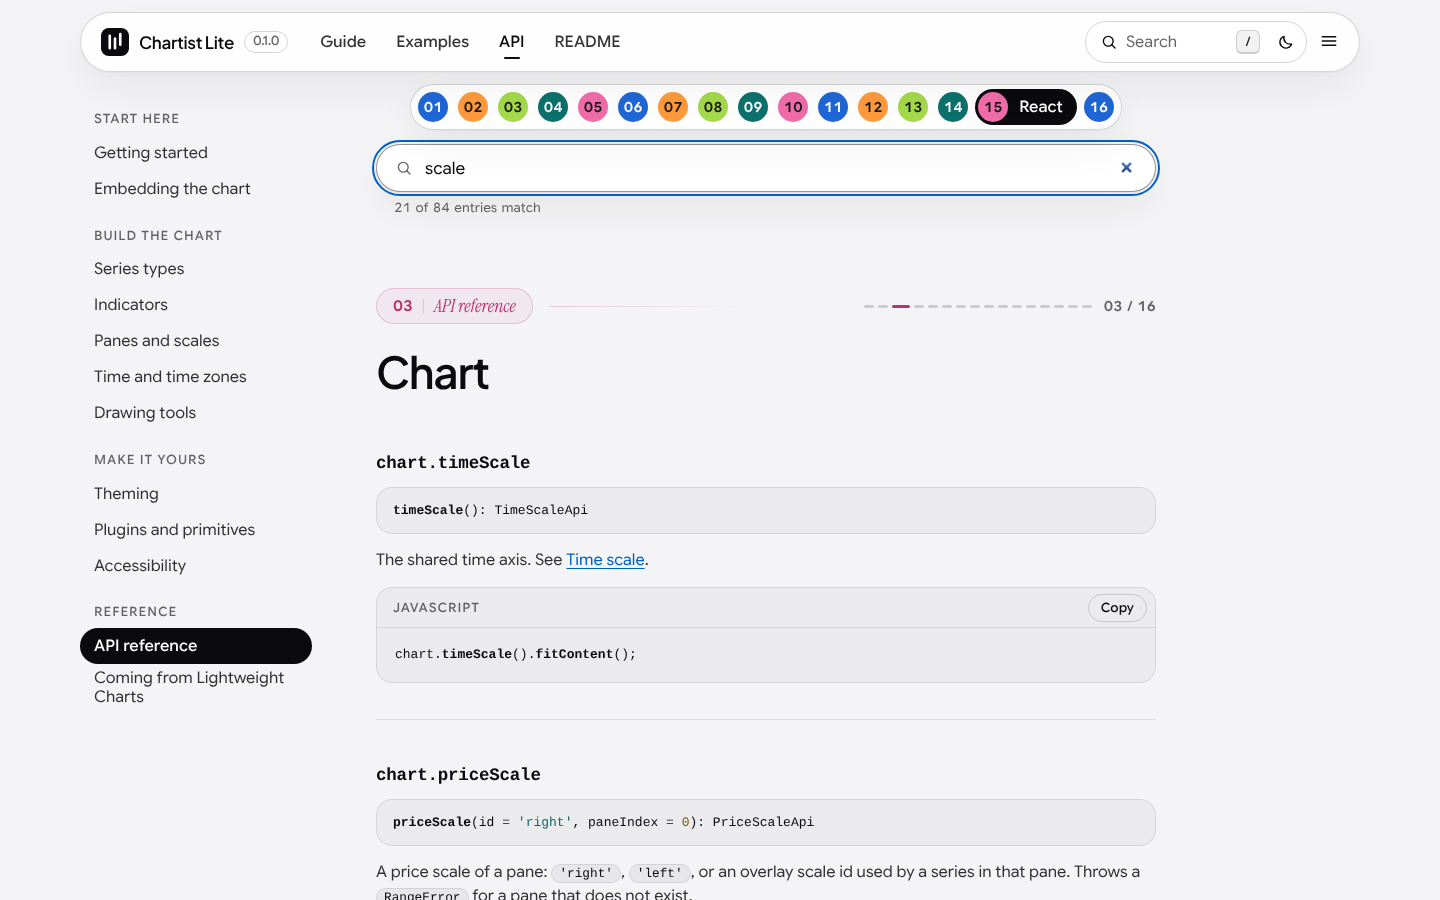 Chartist Lite 0.1.0 Guide Examples API README Search /
01 02 03 04 05 06 07 08 09 10 11 12 13 14 15 React 16
START HERE
Getting started
Embedding the chart
BUILD THE CHART
Series types
Indicators
Panes and scales
Time and time zones
Drawing tools
MAKE IT YOURS
Theming
Plugins and primitives
Accessibility
REFERENCE
API reference
Coming from Lightweight
Charts
scale
21 of 84 entries match
03 API reference 03 / 16
Chart
chart.timeScale
timeScale(): TimeScaleApi
The shared time axis. See Time scale.
JAVASCRIPT Copy
chart.timeScale().fitContent();
chart.priceScale
priceScale(id = 'right', paneIndex = 0): PriceScaleApi
A price scale of a pane: 'right', 'left', or an overlay scale id used by a series in that pane. Throws a
RangeError for a pane that does not exist.